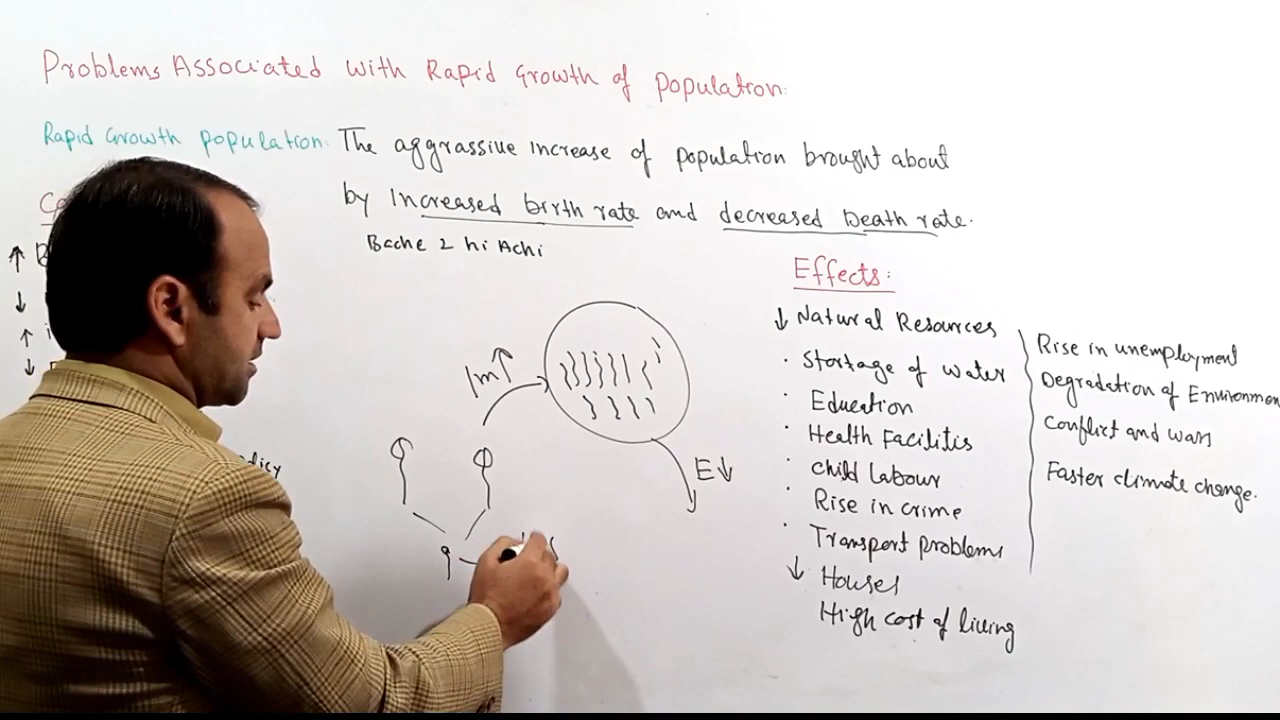 Problems Associated with Rapid Growth of population:
Rapid Growth population: The aggrassive increase of population brought about
by Increased birth rate and decreased Death rate.
Bache 2 hi Achi
Im↑
E↓
Effects:
↓ Natural Resources
· Stortage of water
· Education
· Health Facilitis
· child labour
· Rise in crime
· Transport problems
↓ Houses
High cost of living
Rise in unemployment
Degradation of Environmen
Conflict and wars
Faster climate change.